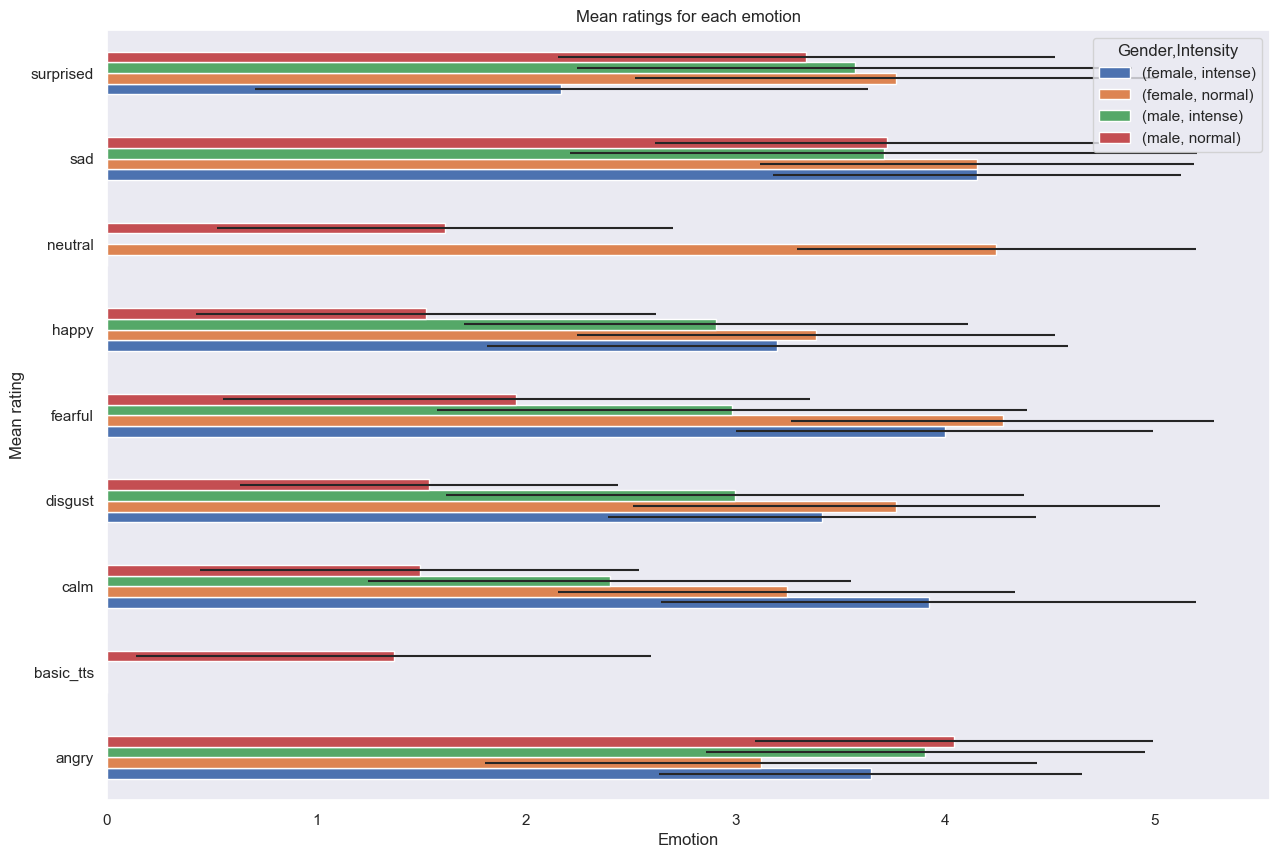 Mean ratings for each emotion
Gender,Intensity
(female, intense)
(female, normal)
(male, intense)
(male, normal)
Mean rating
surprised
sad
neutral
happy
fearful
disgust
calm
basic_tts
angry
0 1 2 3 4 5
Emotion